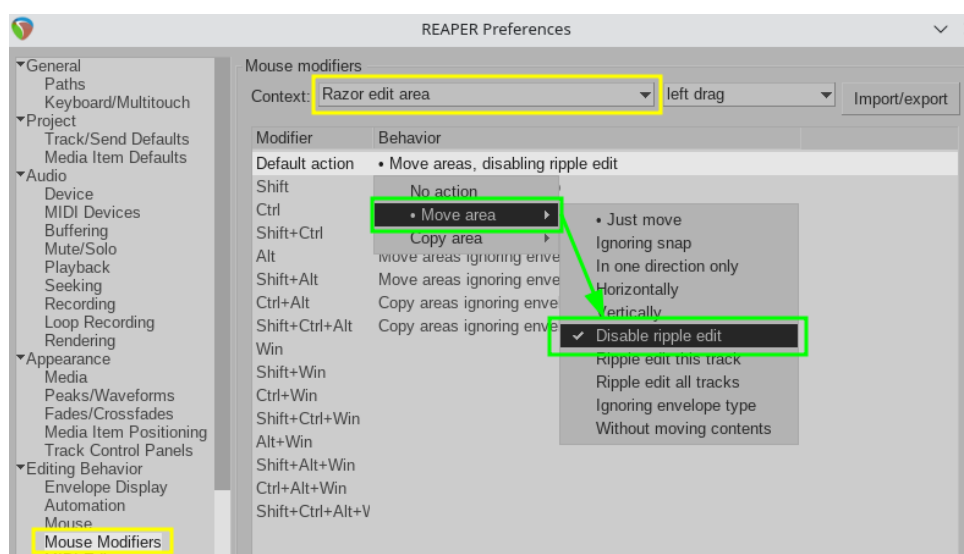 REAPER Preferences
General
Paths
Keyboard/Multitouch
Project
Track/Send Defaults
Media Item Defaults
Audio
Device
MIDI Devices
Buffering
Mute/Solo
Playback
Seeking
Recording
Loop Recording
Rendering
Appearance
Media
Peaks/Waveforms
Fades/Crossfades
Media Item Positioning
Track Control Panels
Editing Behavior
Envelope Display
Automation
Mouse
Mouse Modifiers
Mouse modifiers
Context: Razor edit area left drag Import/export
Modifier Behavior
Default action • Move areas, disabling ripple edit
Shift
Ctrl
Shift+Ctrl
Alt Move areas ignoring enve
Shift+Alt Move areas ignoring enve
Ctrl+Alt Copy areas ignoring enve
Shift+Ctrl+Alt Copy areas ignoring enve
Win
Shift+Win
Ctrl+Win
Shift+Ctrl+Win
Alt+Win
Shift+Alt+Win
Ctrl+Alt+Win
Shift+Ctrl+Alt+W
No action
• Move area
Copy area
• Just move
Ignoring snap
In one direction only
Horizontally
Vertically
✓ Disable ripple edit
Ripple edit this track
Ripple edit all tracks
Ignoring envelope type
Without moving contents